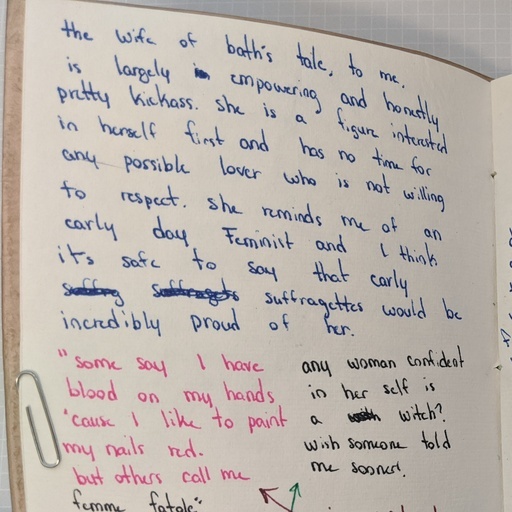 the wife of bath's tale, to me,
is largely empowering and honestly
pretty kickass. she is a figure interested
in herself first and has no time for
any possible lover who is not willing
to respect. she reminds me of an
early day Feminist and I think
it's safe to say that early
suffragettes would be
incredibly proud of her.
"some say I have
blood on my hands
'cause I like to paint
my nails red.
but others call me
femme fatale"
any woman confident
in her self is
a witch?
wish someone told
me sooner!